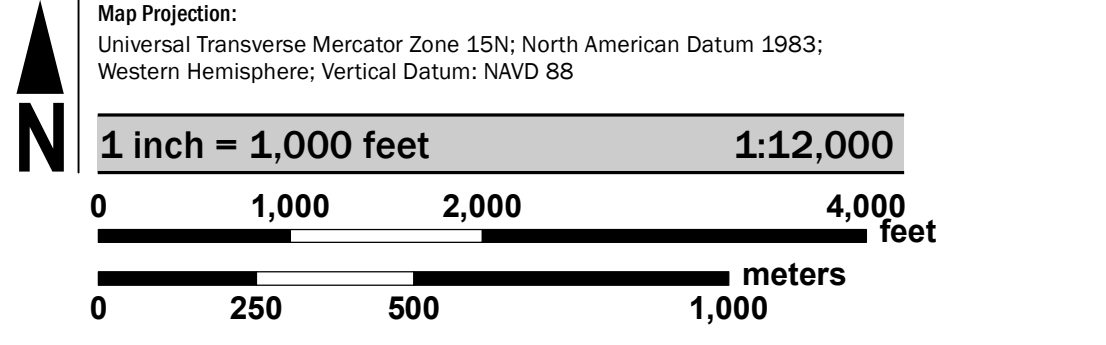 Map Projection:
Universal Transverse Mercator Zone 15N; North American Datum 1983;
Western Hemisphere; Vertical Datum: NAVD 88
N
1 inch = 1,000 feet 1:12,000
0 1,000 2,000 4,000
feet
meters
0 250 500 1,000